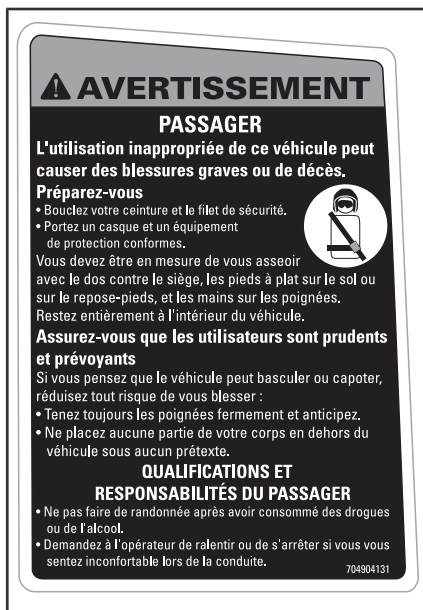 AVERTISSEMENT
PASSAGER
L'utilisation inappropriée de ce véhicule peut
causer des blessures graves ou de décès.
Préparez-vous
• Bouclez votre ceinture et le filet de sécurité.
• Portez un casque et un équipement
de protection conformes.
Vous devez être en mesure de vous asseoir
avec le dos contre le siège, les pieds à plat sur le sol ou
sur le repose-pieds, et les mains sur les poignées.
Restez entièrement à l'intérieur du véhicule.
Assurez-vous que les utilisateurs sont prudents
et prévoyants
Si vous pensez que le véhicule peut basculer ou capoter,
réduisez tout risque de vous blesser :
• Tenez toujours les poignées fermement et anticipez.
• Ne placez aucune partie de votre corps en dehors du
véhicule sous aucun prétexte.
QUALIFICATIONS ET
RESPONSABILITÉS DU PASSAGER
• Ne pas faire de randonnée après avoir consommé des drogues
ou de l'alcool.
• Demandez à l'opérateur de ralentir ou de s'arrêter si vous vous
sentez inconfortable lors de la conduite.
704904131